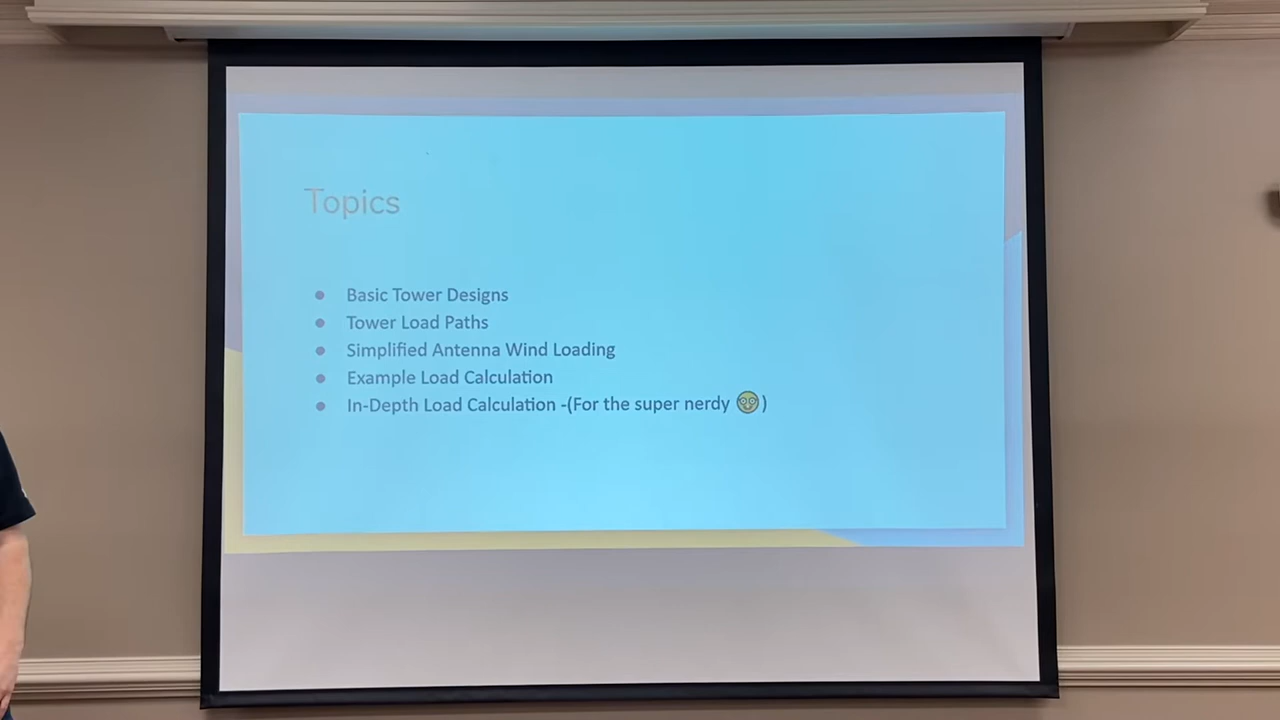 Topics
● Basic Tower Designs
● Tower Load Paths
● Simplified Antenna Wind Loading
● Example Load Calculation
● In-Depth Load Calculation -(For the super nerdy 🤓)